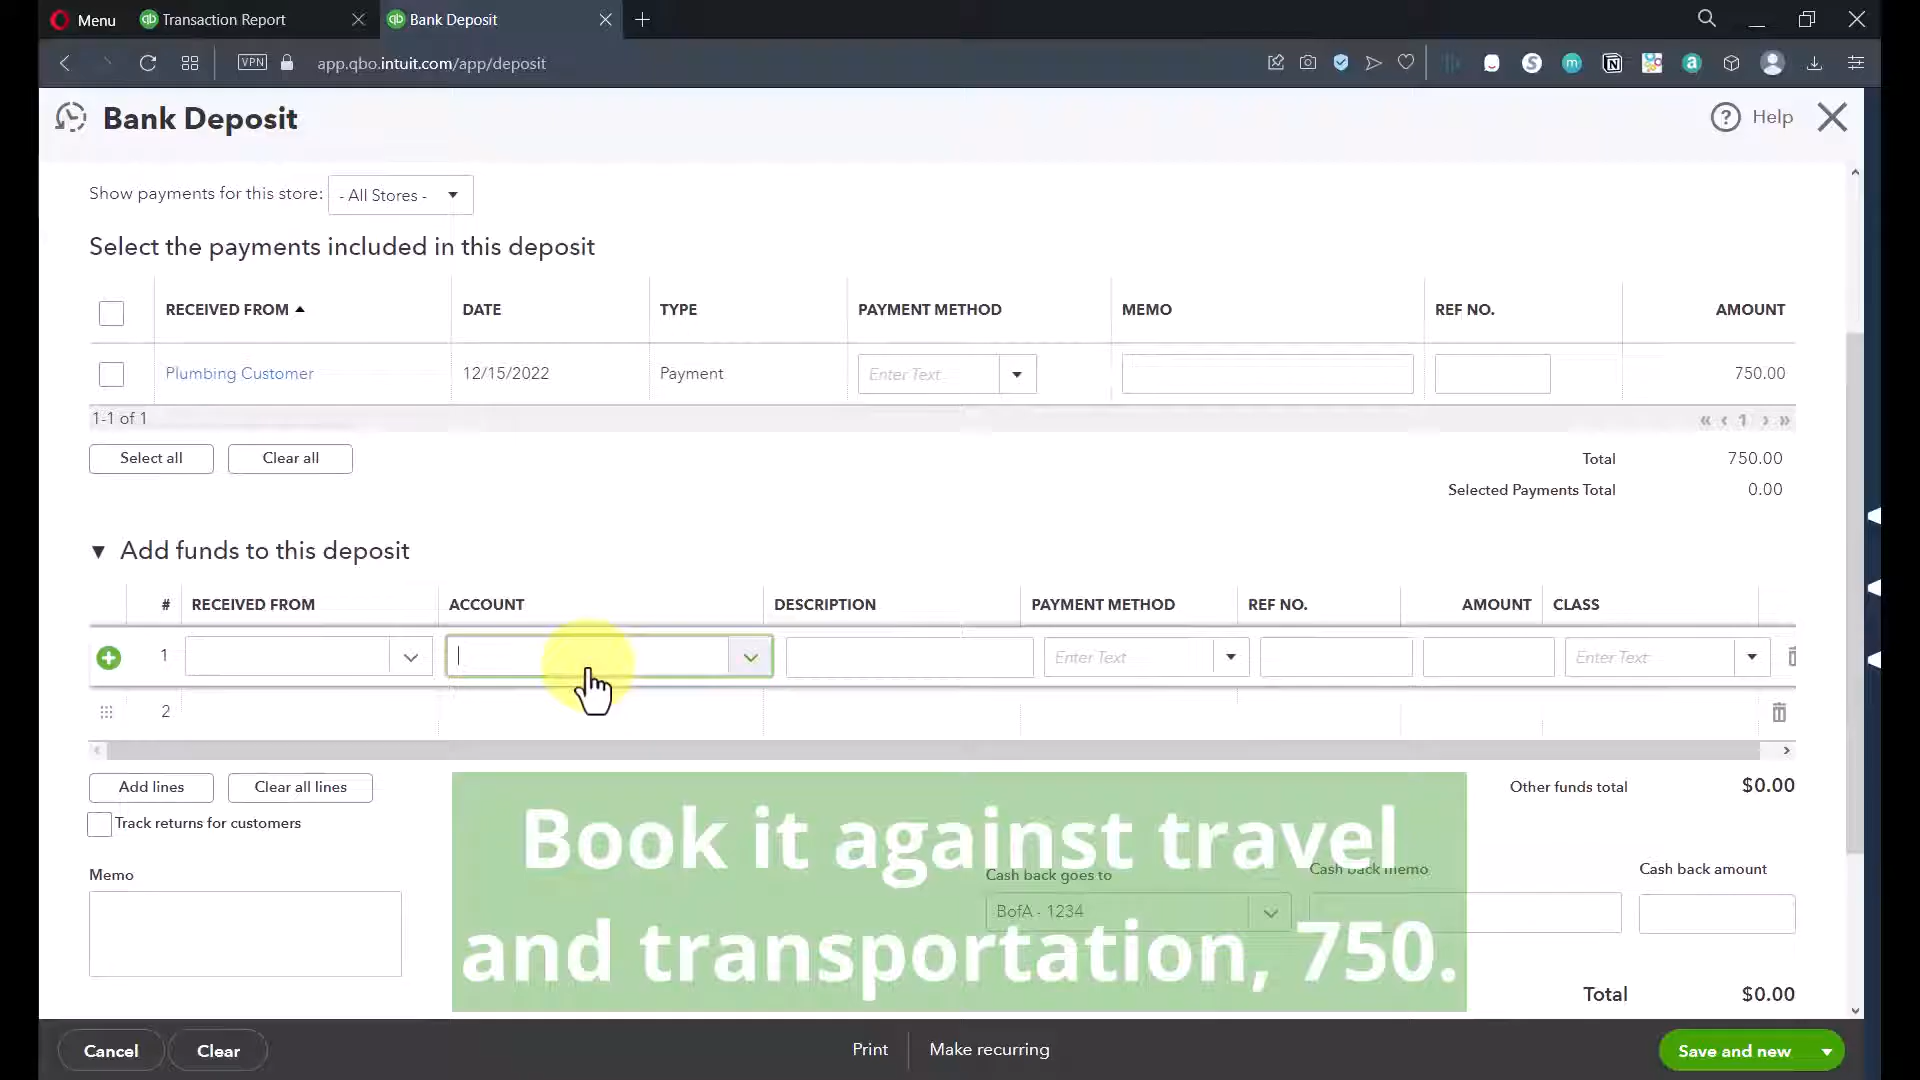 Menu
Transaction Report
Bank Deposit
VPN
app.qbo.intuit.com/app/deposit
Bank Deposit
Help
Show payments for this store: - All Stores -
Select the payments included in this deposit
RECEIVED FROM DATE TYPE PAYMENT METHOD MEMO REF NO. AMOUNT
Plumbing Customer 12/15/2022 Payment Enter Text... 750.00
1-1 of 1 « ‹ 1 › »
Select all Clear all Total 750.00
Selected Payments Total 0.00
Add funds to this deposit
# RECEIVED FROM ACCOUNT DESCRIPTION PAYMENT METHOD REF NO. AMOUNT CLASS
1 Enter Text Enter Text
2
Add lines Clear all lines Other funds total $0.00
Track returns for customers
Book it against travel
and transportation, 750.
Memo Cash back goes to Cash back memo Cash back amount
BofA - 1234
Total $0.00
Cancel Clear Print Make recurring Save and new